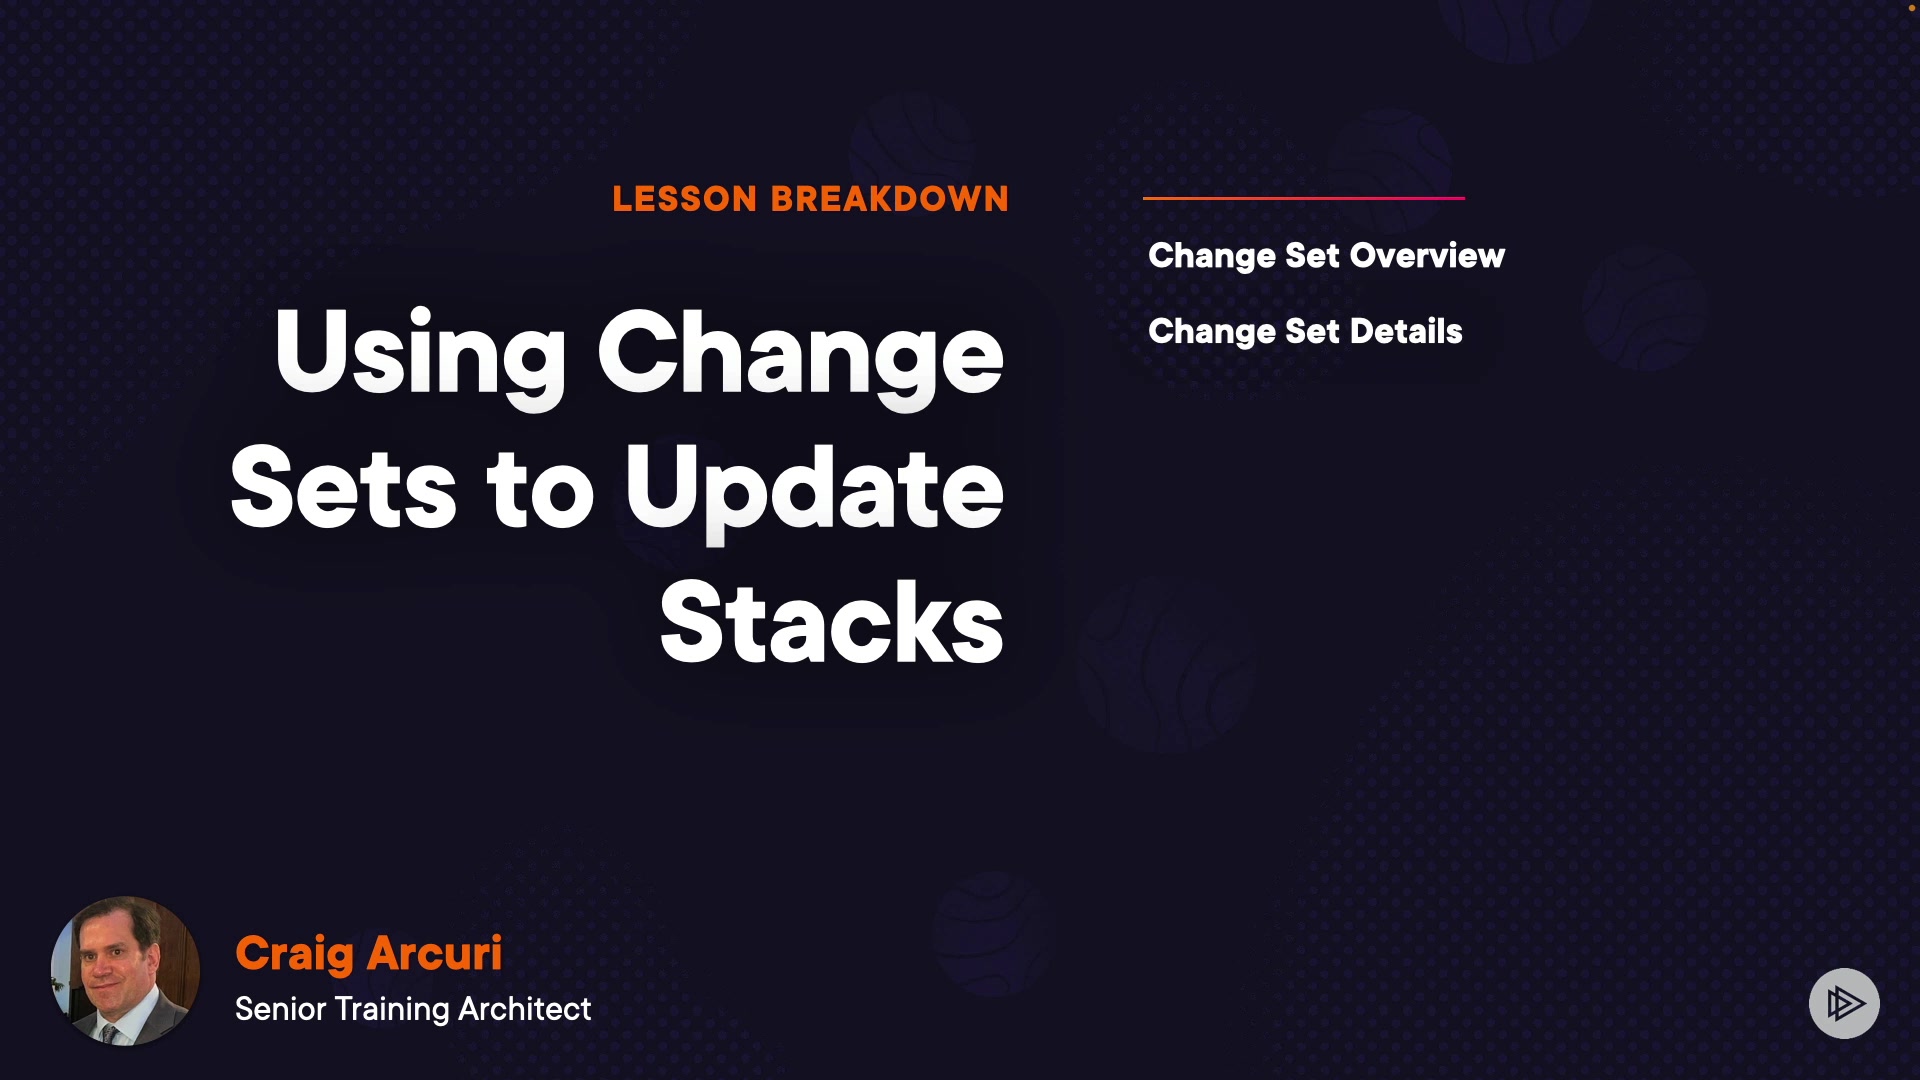 LESSON BREAKDOWN
Using Change
Sets to Update
Stacks
Change Set Overview
Change Set Details
Craig Arcuri
Senior Training Architect